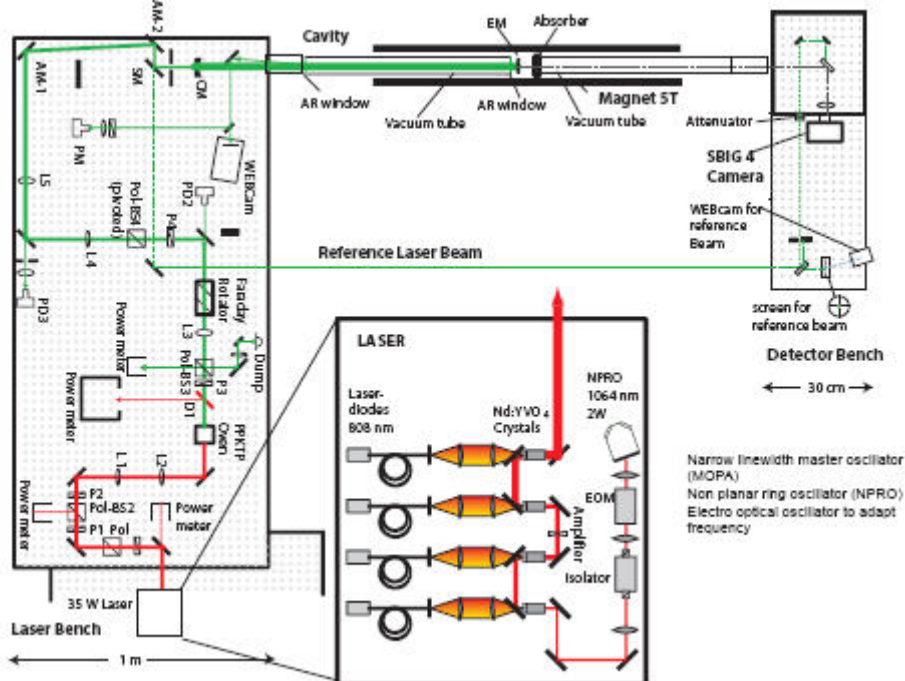 AM-2
AM-1
SM
CM
Cavity
EM
Absorber
AR window
Vacuum tube
AR window
Vacuum tube
Magnet 5T
Attenuator
SBIG 4
Camera
WEBcam for
reference
Beam
screen for
reference beam
Detector Bench
30 cm
PM
WEBCam
PD2
L5
Pol-BS4
(pivoted)
P4
L4
Reference Laser Beam
PD3
Faraday
Rotator
L3
Power meter
Pol-BS3
P3
Dump
Power meter
D1
PPKTP
Oven
L1
L2
Power meter
P2
Pol-BS2
P1 Pol
Power
meter
35 W Laser
Laser Bench
1 m
LASER
Laser-
diodes
808 nm
Nd:YVO4
Crystals
NPRO
1064 nm
2W
EOM
Amplifier
Isolator
Narrow linewidth master oscillator
(MOPA)
Non planar ring oscillator (NPRO)
Electro optical oscillator to adapt
frequency